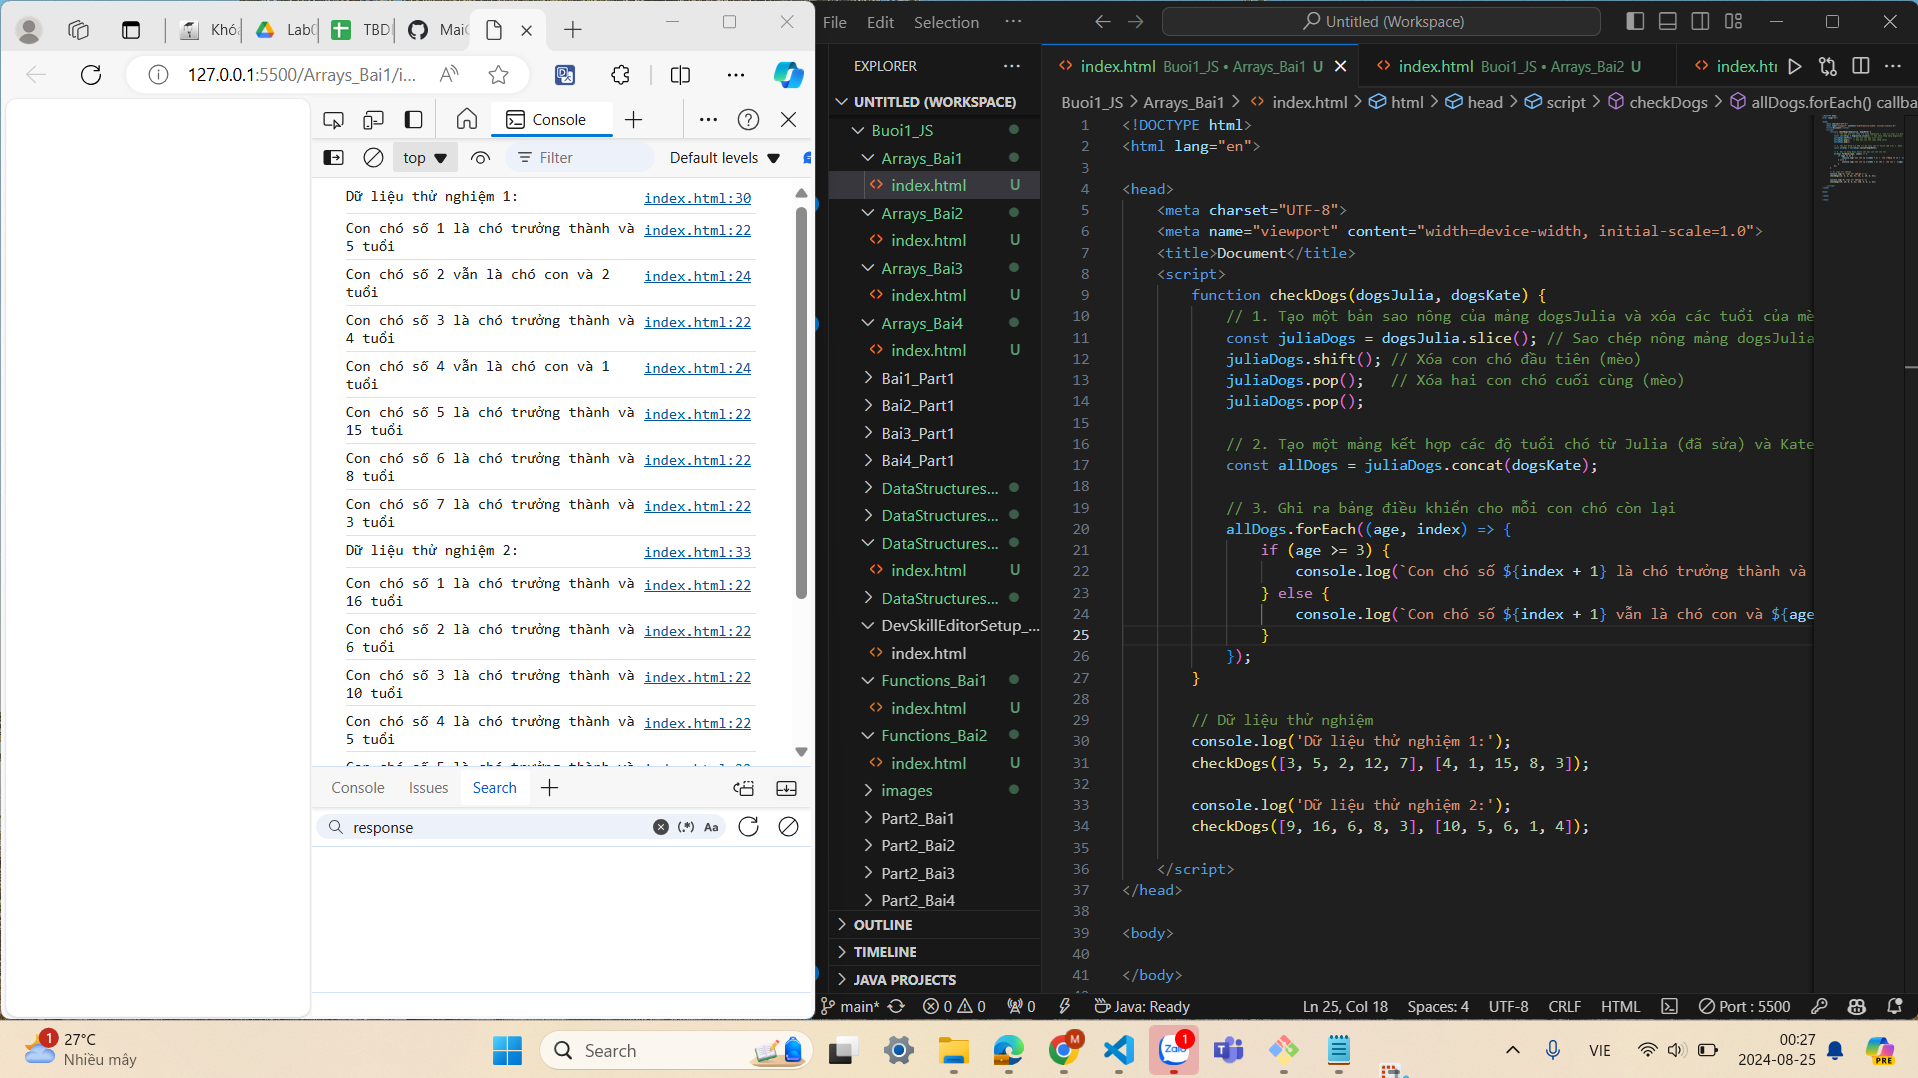 Khóa
Lab0
TBD
Mai
127.0.0.1:5500/Arrays_Bai1/i...
Console
top
Filter
Default levels
Dữ liệu thử nghiệm 1:
index.html:30
Con chó số 1 là chó trưởng thành và
5 tuổi
index.html:22
Con chó số 2 vẫn là chó con và 2
tuổi
index.html:24
Con chó số 3 là chó trưởng thành và
4 tuổi
index.html:22
Con chó số 4 vẫn là chó con và 1
tuổi
index.html:24
Con chó số 5 là chó trưởng thành và
15 tuổi
index.html:22
Con chó số 6 là chó trưởng thành và
8 tuổi
index.html:22
Con chó số 7 là chó trưởng thành và
3 tuổi
index.html:22
Dữ liệu thử nghiệm 2:
index.html:33
Con chó số 1 là chó trưởng thành và
16 tuổi
index.html:22
Con chó số 2 là chó trưởng thành và
6 tuổi
index.html:22
Con chó số 3 là chó trưởng thành và
10 tuổi
index.html:22
Con chó số 4 là chó trưởng thành và
5 tuổi
index.html:22
Console Issues Search
response
(.*) Aa
File Edit Selection ···
Untitled (Workspace)
EXPLORER
UNTITLED (WORKSPACE)
Buoi1_JS
Arrays_Bai1
index.html U
Arrays_Bai2
index.html U
Arrays_Bai3
index.html U
Arrays_Bai4
index.html U
Bai1_Part1
Bai2_Part1
Bai3_Part1
Bai4_Part1
DataStructures...
DataStructures...
DataStructures...
index.html U
DataStructures...
DevSkillEditorSetup_...
index.html
Functions_Bai1
index.html U
Functions_Bai2
index.html U
images
Part2_Bai1
Part2_Bai2
Part2_Bai3
Part2_Bai4
OUTLINE
TIMELINE
JAVA PROJECTS
index.html Buoi1_JS • Arrays_Bai1 U
index.html Buoi1_JS • Arrays_Bai2 U
index.ht
Buoi1_JS > Arrays_Bai1 > index.html > html > head > script > checkDogs > allDogs.forEach() callba
1 <!DOCTYPE html>
2 <html lang="en">
3
4 <head>
5 <meta charset="UTF-8">
6 <meta name="viewport" content="width=device-width, initial-scale=1.0">
7 <title>Document</title>
8 <script>
9 function checkDogs(dogsJulia, dogsKate) {
10 // 1. Tạo một bản sao nông của mảng dogsJulia và xóa các tuổi của mè
11 const juliaDogs = dogsJulia.slice(); // Sao chép nông mảng dogsJulia
12 juliaDogs.shift(); // Xóa con chó đầu tiên (mèo)
13 juliaDogs.pop();   // Xóa hai con chó cuối cùng (mèo)
14 juliaDogs.pop();
15
16 // 2. Tạo một mảng kết hợp các độ tuổi chó từ Julia (đã sửa) và Kate
17 const allDogs = juliaDogs.concat(dogsKate);
18
19 // 3. Ghi ra bảng điều khiển cho mỗi con chó còn lại
20 allDogs.forEach((age, index) => {
21 if (age >= 3) {
22 console.log(`Con chó số ${index + 1} là chó trưởng thành và
23 } else {
24 console.log(`Con chó số ${index + 1} vẫn là chó con và ${age
25 }
26 });
27 }
28
29 // Dữ liệu thử nghiệm
30 console.log('Dữ liệu thử nghiệm 1:');
31 checkDogs([3, 5, 2, 12, 7], [4, 1, 15, 8, 3]);
32
33 console.log('Dữ liệu thử nghiệm 2:');
34 checkDogs([9, 16, 6, 8, 3], [10, 5, 6, 1, 4]);
35
36 </script>
37 </head>
38
39 <body>
40
41 </body>
main* 0 0 0 Java: Ready
Ln 25, Col 18 Spaces: 4 UTF-8 CRLF HTML Port : 5500
1
27°C
Nhiều mây
Search
M
Zalo
1
VIE
00:27
2024-08-25
PRE